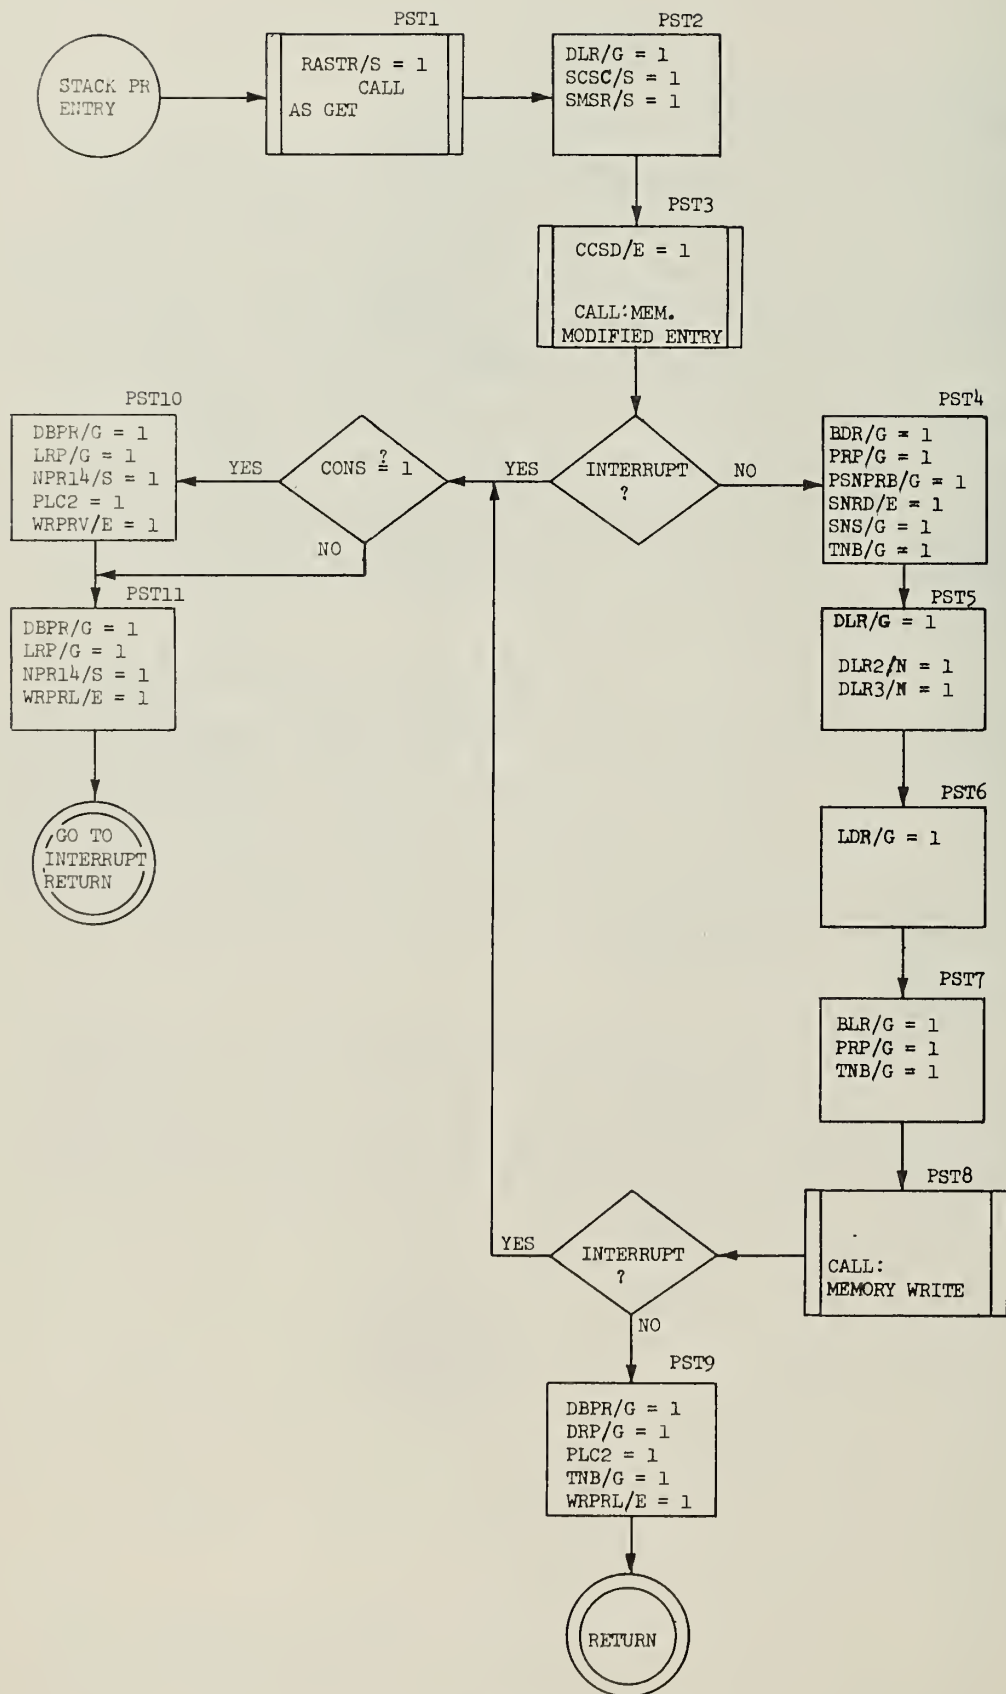 PST1
PST2
STACK PR
ENTRY
RASTR/S = 1
CALL
AS GET
DLR/G = 1
SCSC/S = 1
SMSR/S = 1
PST3
CCSD/E = 1
CALL:MEM.
MODIFIED ENTRY
PST10
DBPR/G = 1
LRP/G = 1
NPR14/S = 1
PLC2 = 1
WRPRV/E = 1
YES
CONS ?= 1
YES
INTERRUPT
?
NO
PST4
BDR/G = 1
PRP/G = 1
PSNPRB/G = 1
SNRD/E = 1
SNS/G = 1
TNB/G = 1
NO
PST11
DBPR/G = 1
LRP/G = 1
NPR14/S = 1
WRPRL/E = 1
PST5
DLR/G = 1
DLR2/N = 1
DLR3/N = 1
GO TO
INTERRUPT
RETURN
PST6
LDR/G = 1
PST7
BLR/G = 1
PRP/G = 1
TNB/G = 1
PST8
CALL:
MEMORY WRITE
YES
INTERRUPT
?
NO
PST9
DBPR/G = 1
DRP/G = 1
PLC2 = 1
TNB/G = 1
WRPRL/E = 1
RETURN